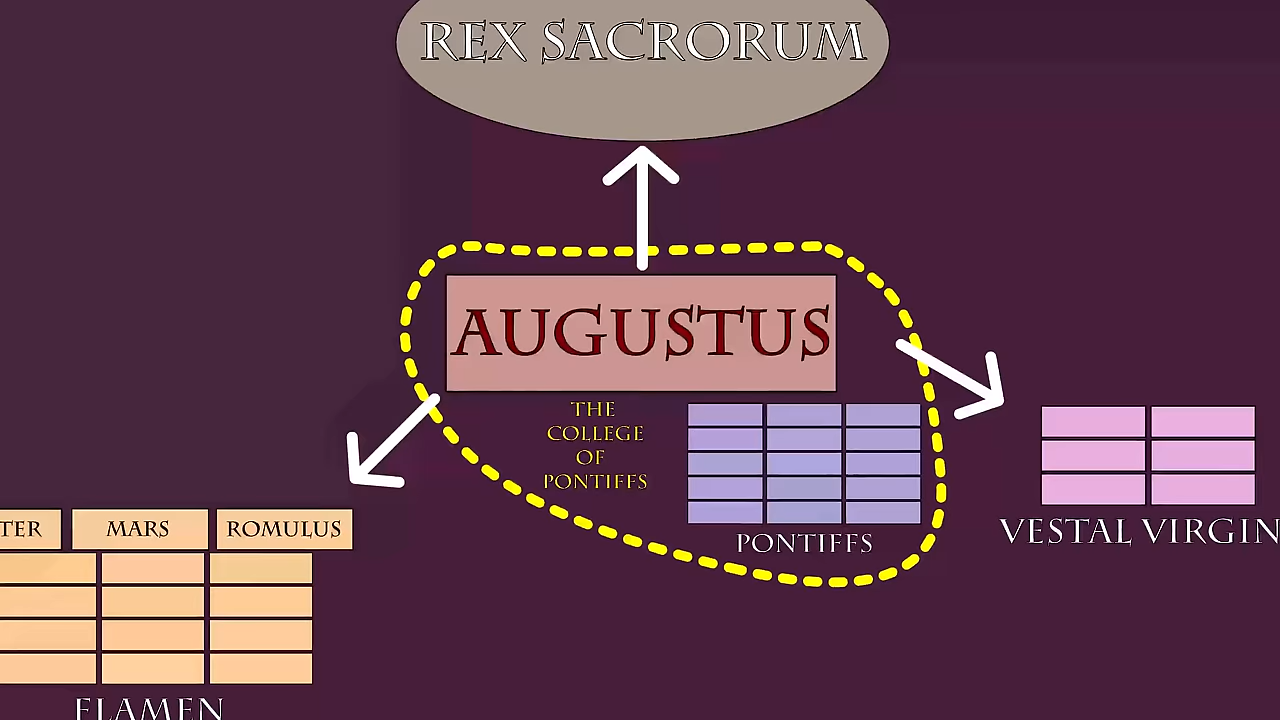 REX SACRORUM
AUGUSTUS
THE
COLLEGE
OF
PONTIFFS
PONTIFFS
VESTAL VIRGIN
TER
MARS
ROMULUS
FLAMEN